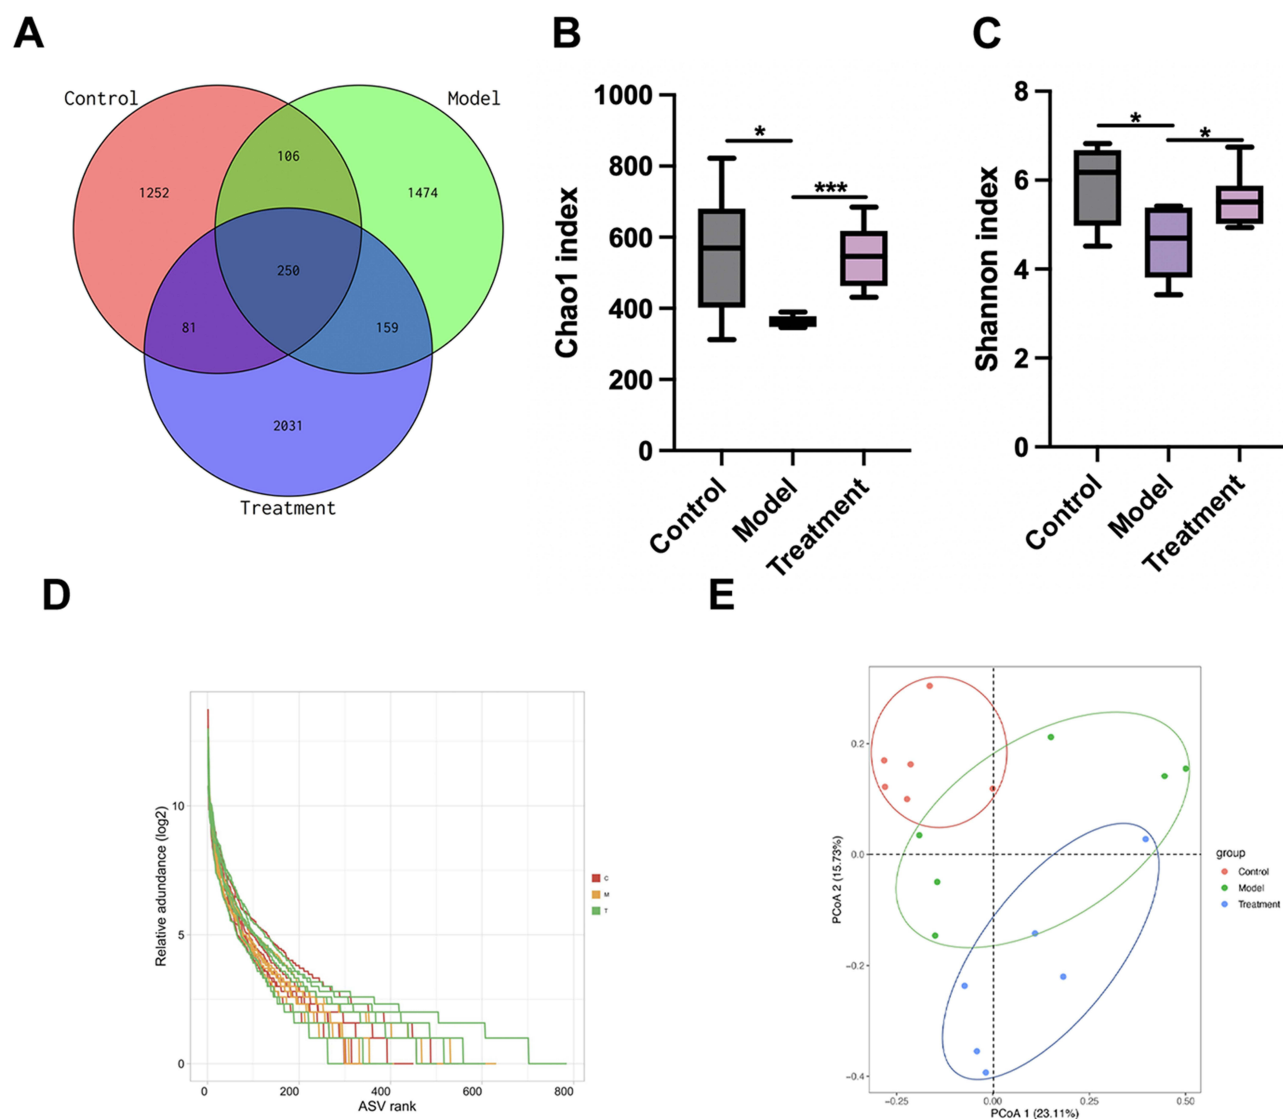 A
Control
Model
106
1252
1474
250
81
159
2031
Treatment
B
1000
800
600
400
200
0
Chao1 index
*
***
Control
Model
Treatment
C
8
6
4
2
0
Shannon index
*
*
Control
Model
Treatment
D
10
5
0
Relative adundance (log2)
0
200
400
600
800
ASV rank
C
M
T
E
0.2
0.0
−0.2
−0.4
PCoA 2 (15.73%)
−0.25
0.00
0.25
0.50
PCoA 1 (23.11%)
group
Control
Model
Treatment